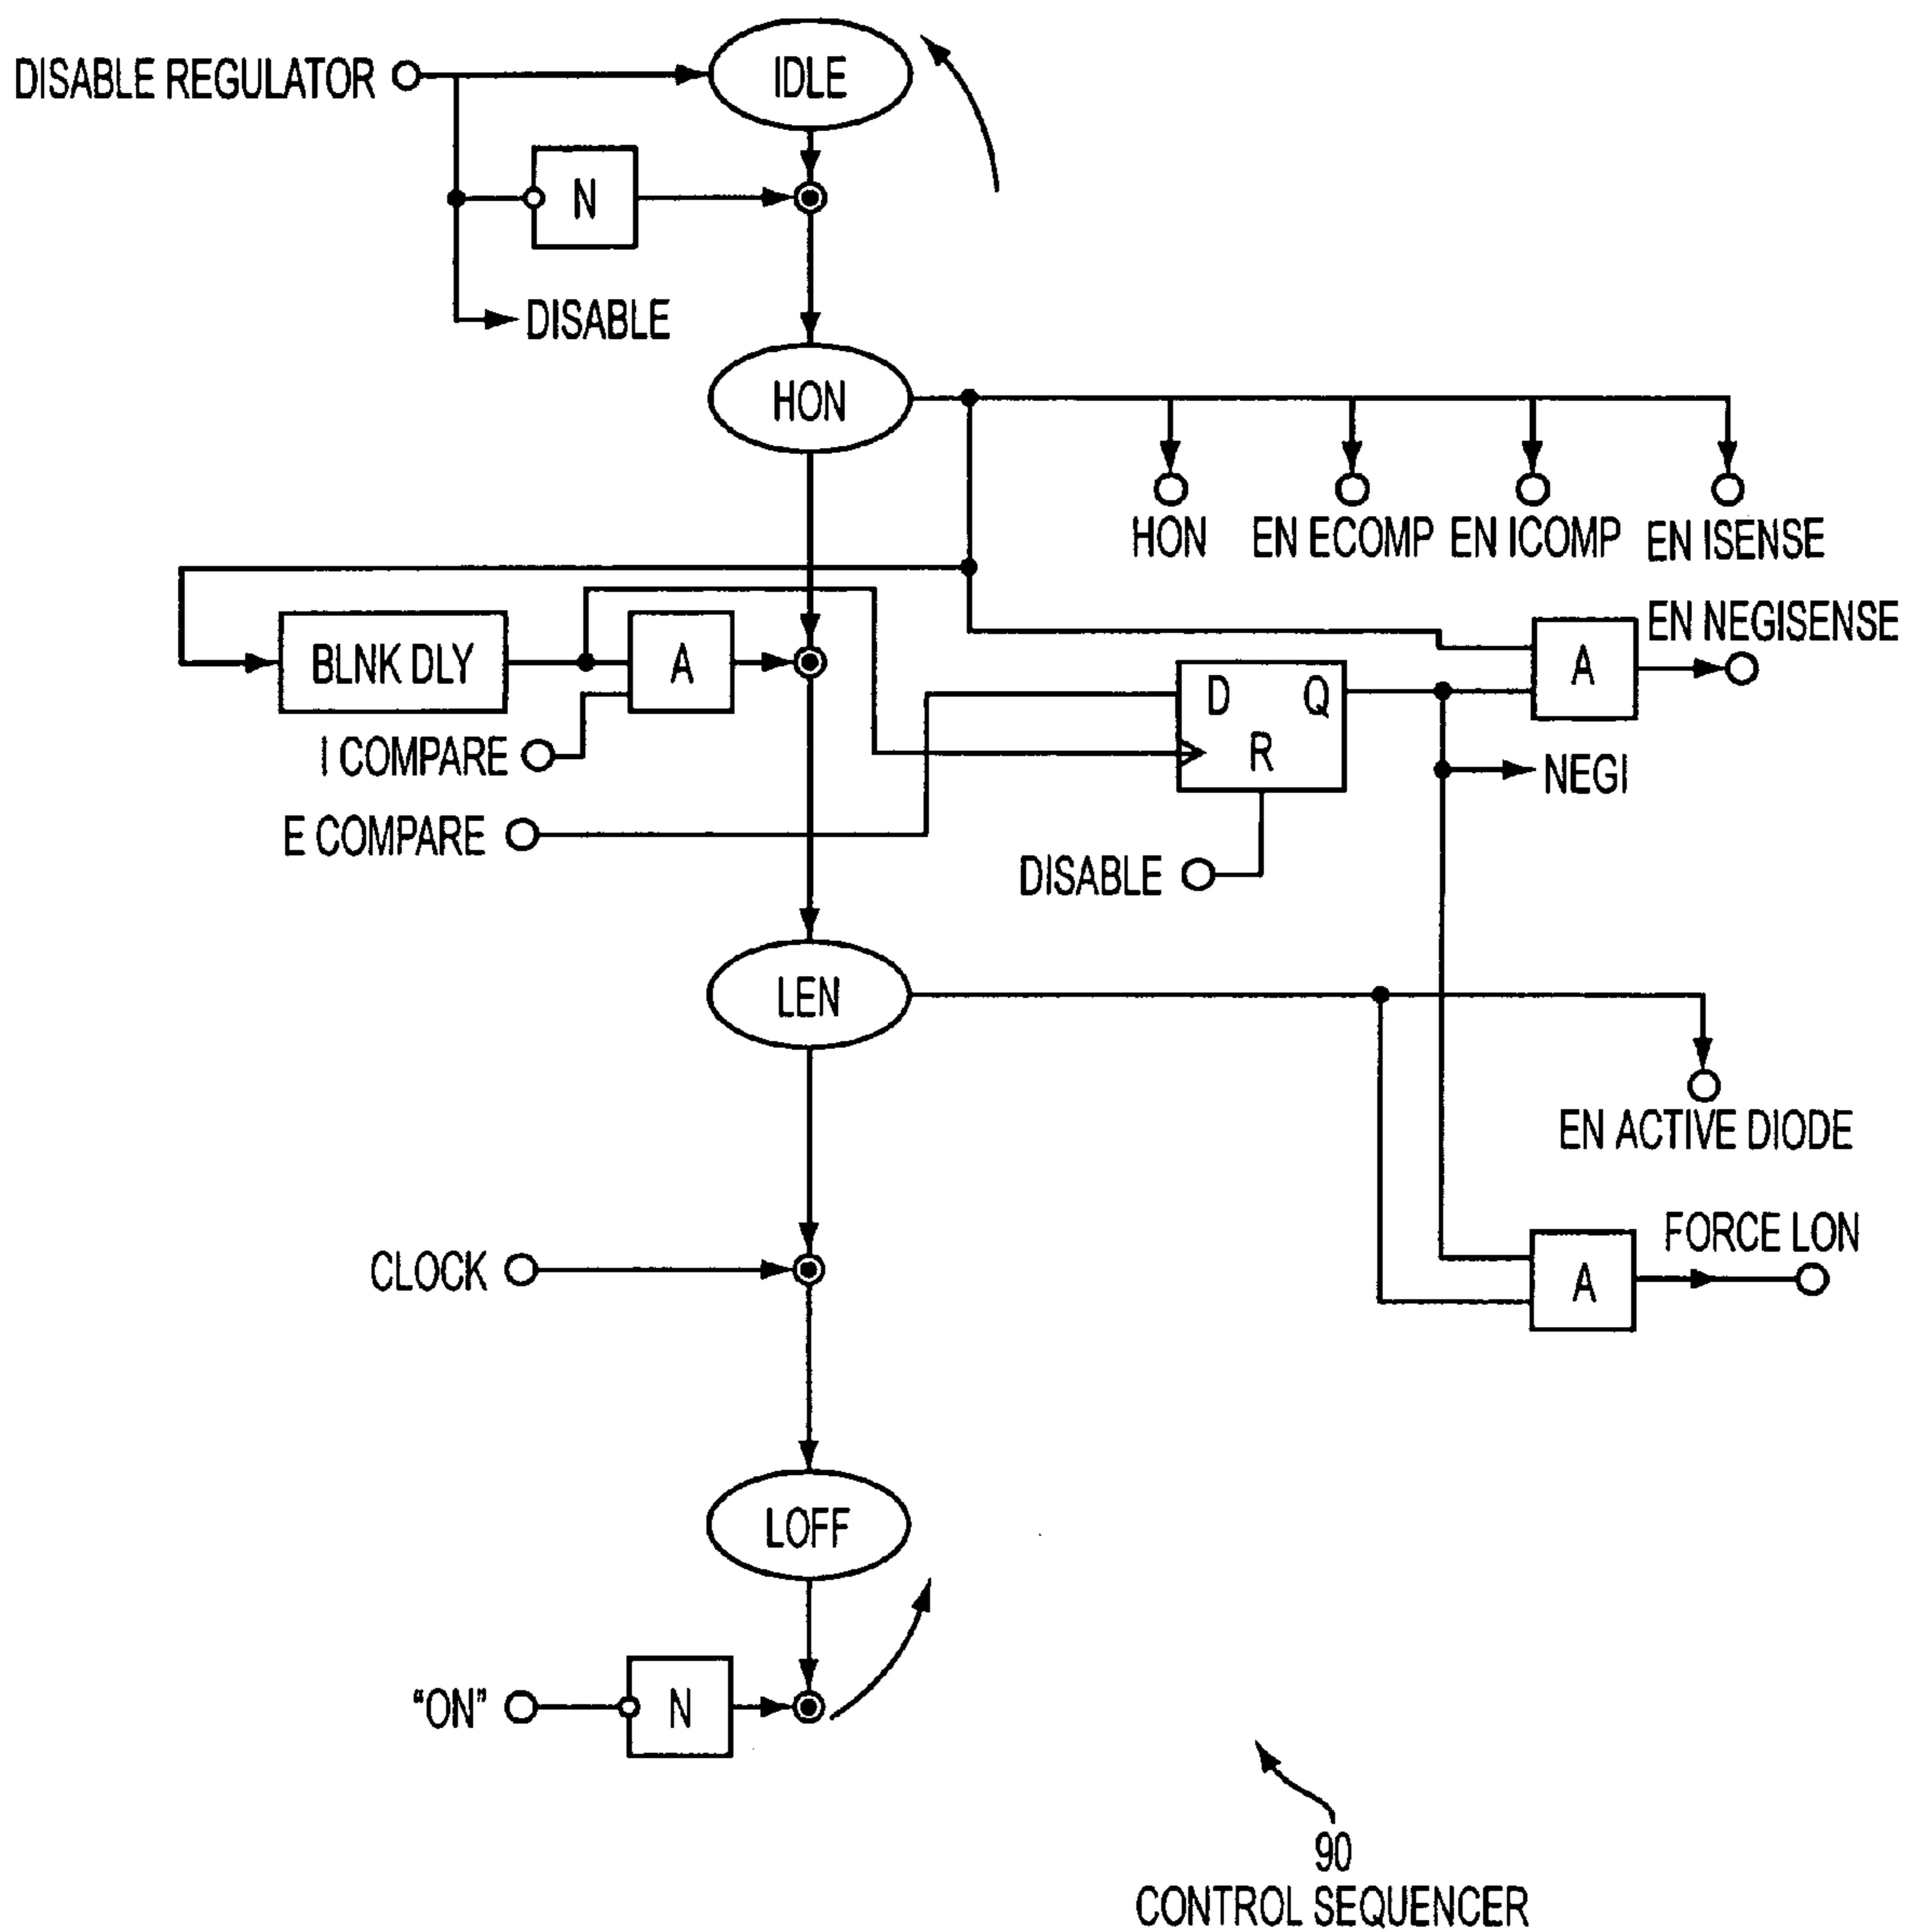 DISABLE REGULATOR
IDLE
N
DISABLE
HON
HON
EN ECOMP
EN ICOMP
EN ISENSE
BLNK DLY
A
I COMPARE
E COMPARE
D
Q
R
DISABLE
A
EN NEGISENSE
NEGI
LEN
EN ACTIVE DIODE
CLOCK
A
FORCE LON
LOFF
"ON"
N
90
CONTROL SEQUENCER